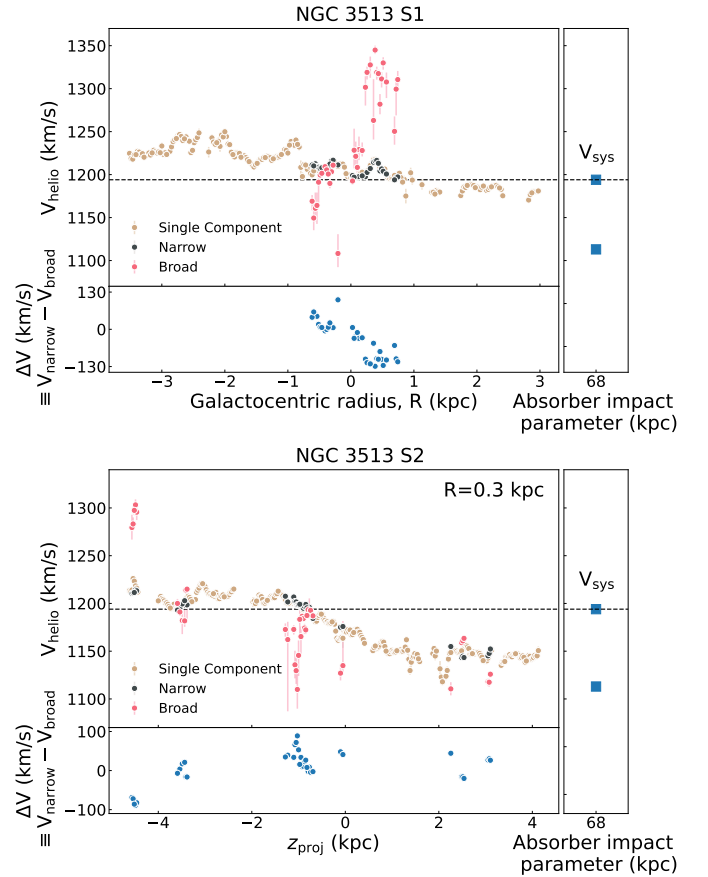 NGC 3513 S1
V_helio (km/s)
1350
1300
1250
1200
1150
1100
Single Component
Narrow
Broad
V_sys
ΔV (km/s)
≡ V_narrow − V_broad
130
0
−130
−3 −2 −1 0 1 2 3
Galactocentric radius, R (kpc)
68
Absorber impact
parameter (kpc)
NGC 3513 S2
R=0.3 kpc
V_helio (km/s)
1300
1250
1200
1150
1100
Single Component
Narrow
Broad
V_sys
ΔV (km/s)
≡ V_narrow − V_broad
100
0
−100
−4 −2 0 2 4
z_proj (kpc)
68
Absorber impact
parameter (kpc)